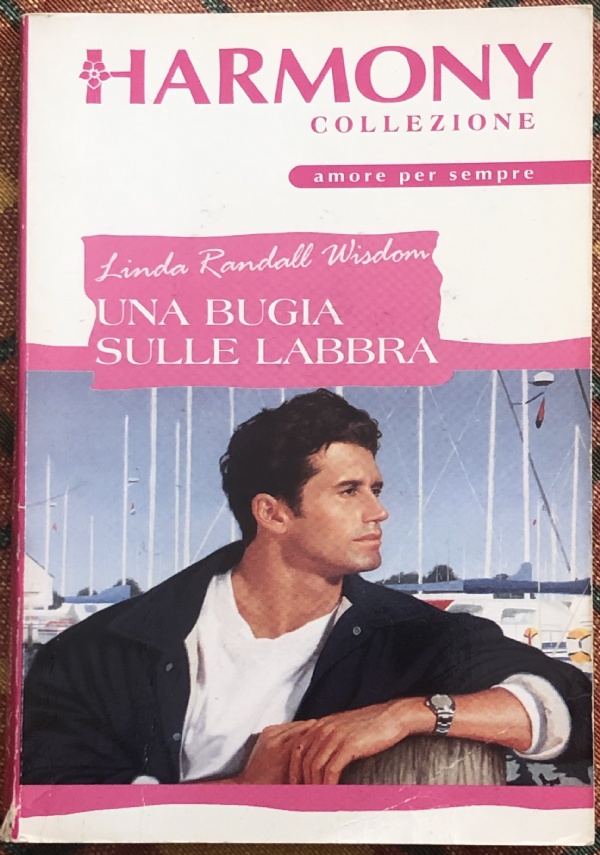 HARMONY
COLLEZIONE
amore per sempre
Linda Randall Wisdom
UNA BUGIA
SULLE LABBRA